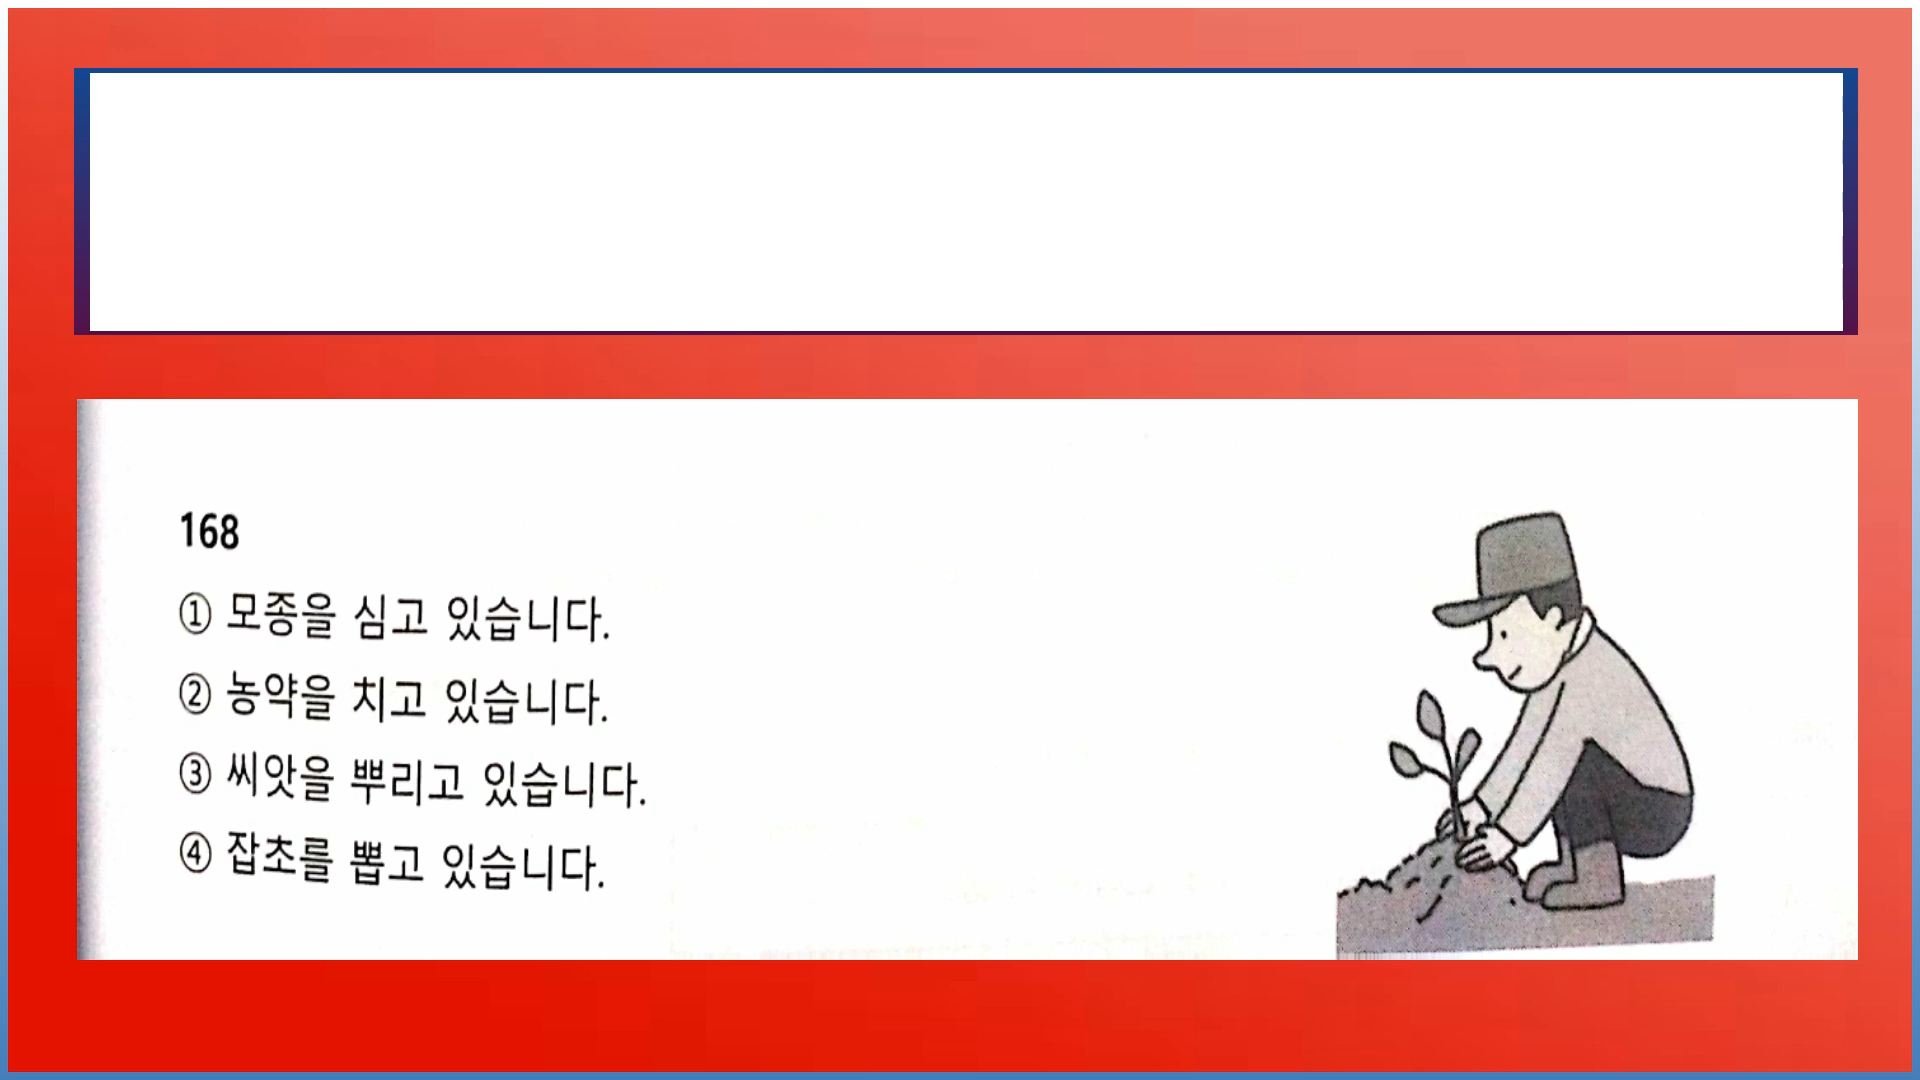 168
① 모종을 심고 있습니다.
② 농약을 치고 있습니다.
③ 씨앗을 뿌리고 있습니다.
④ 잡초를 뽑고 있습니다.